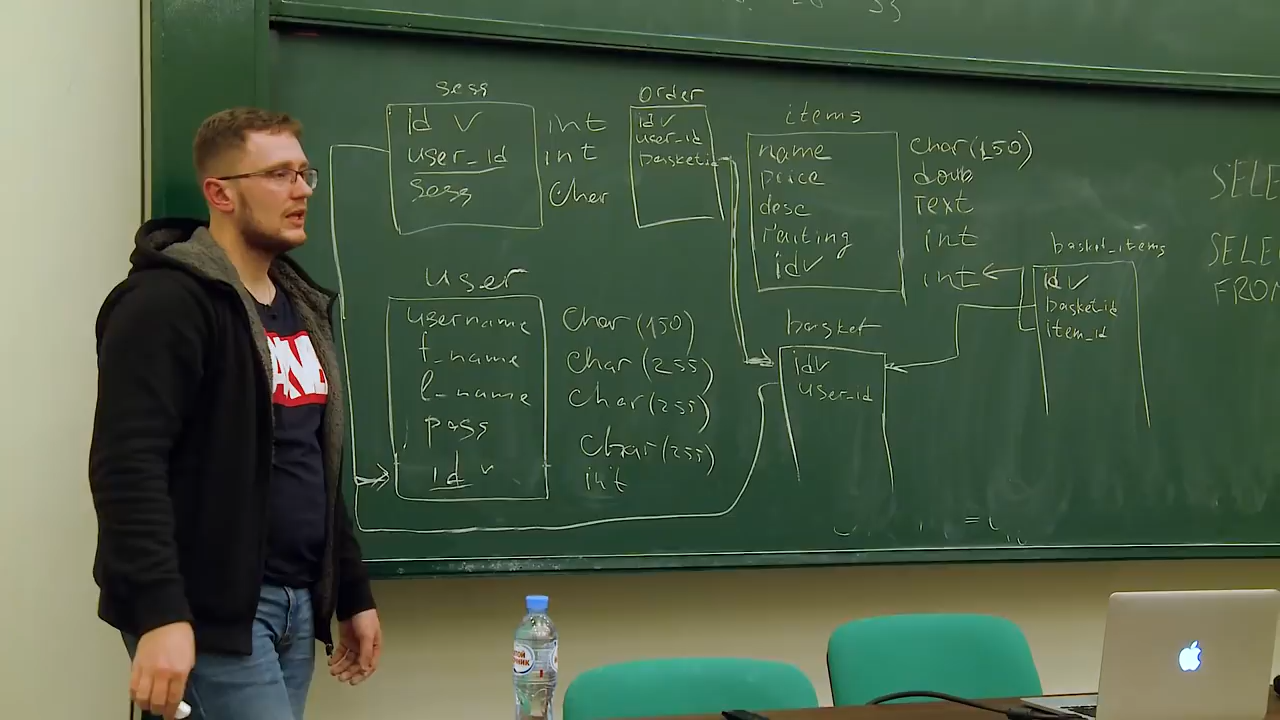 sess
id v int
user_id int
sess Char
order
id v
user_id
basketid
items
name char(150)
price doub
desc Text
raiting int
id v int
basket_items
id v
basketid
item_id
user
username Char(150)
f_name Char(255)
l_name Char(255)
pass Char(255)
id v int
basket
id v
user_id
SELE
SELE
FROM